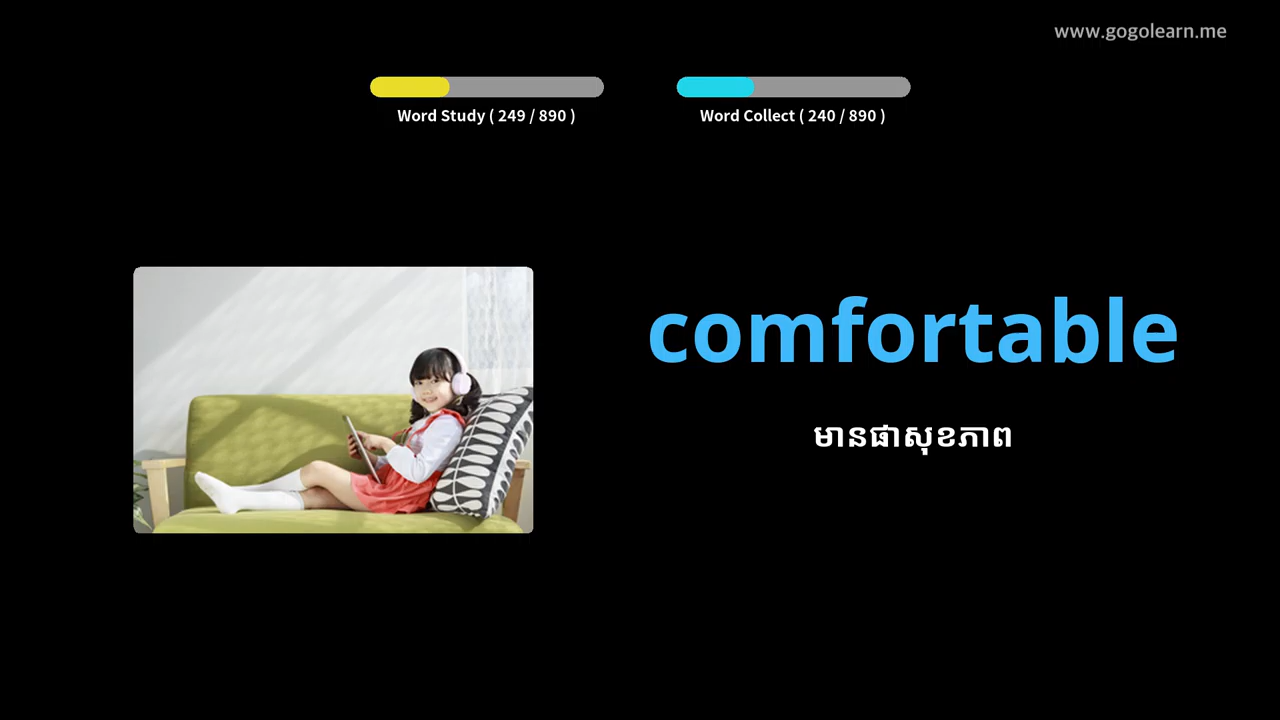 www.gogolearn.me
Word Study ( 249 / 890 )
Word Collect ( 240 / 890 )
comfortable
មានផាសុខភាព